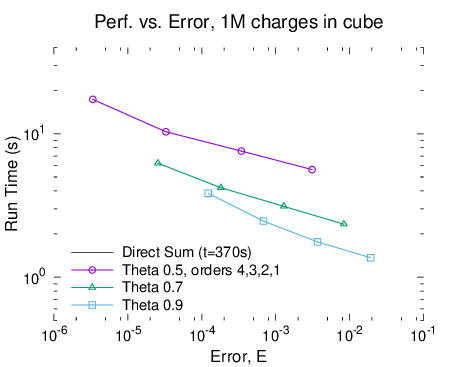 Perf. vs. Error, 1M charges in cube
Run Time (s)
10^1
10^0
Direct Sum (t=370s)
Theta 0.5, orders 4,3,2,1
Theta 0.7
Theta 0.9
10^-6 10^-5 10^-4 10^-3 10^-2 10^-1
Error, E